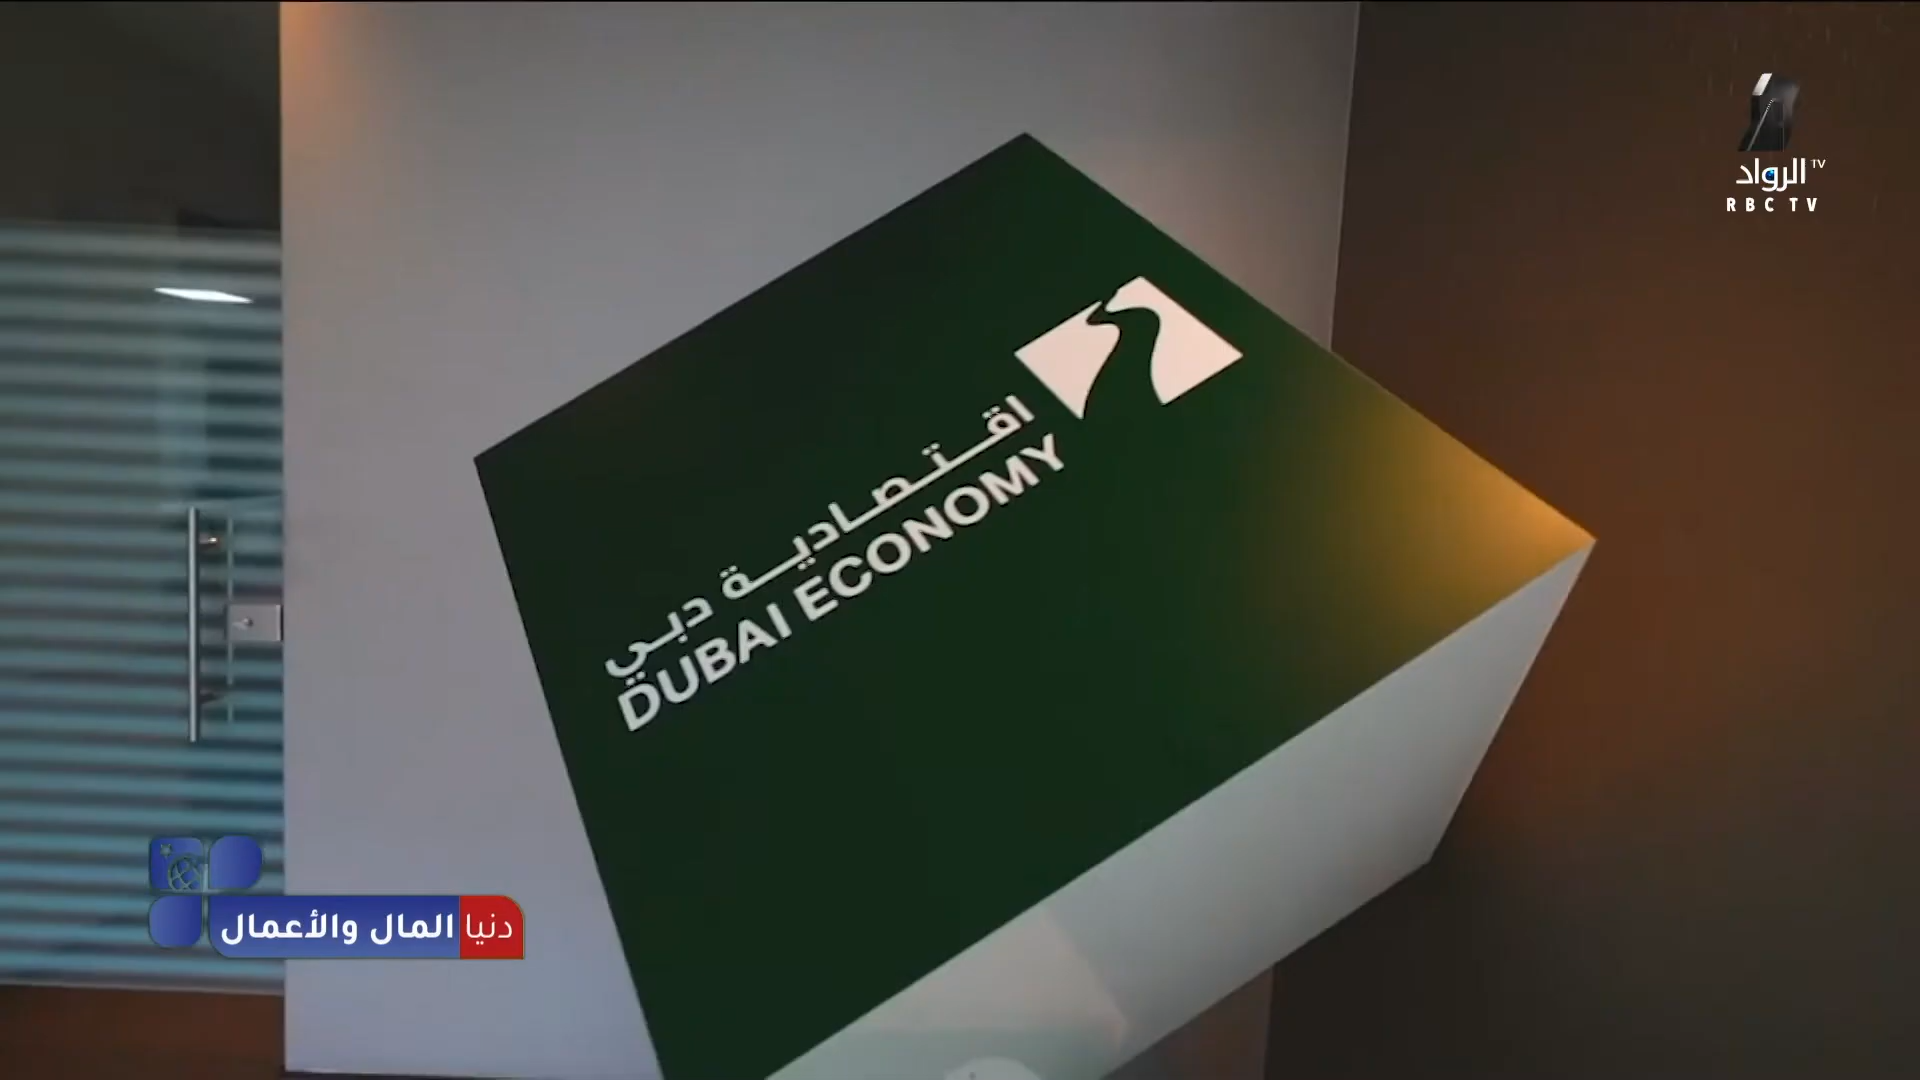 الرواد TV
RBC TV
اقتصادية دبي
DUBAI ECONOMY
دنيا المال والأعمال